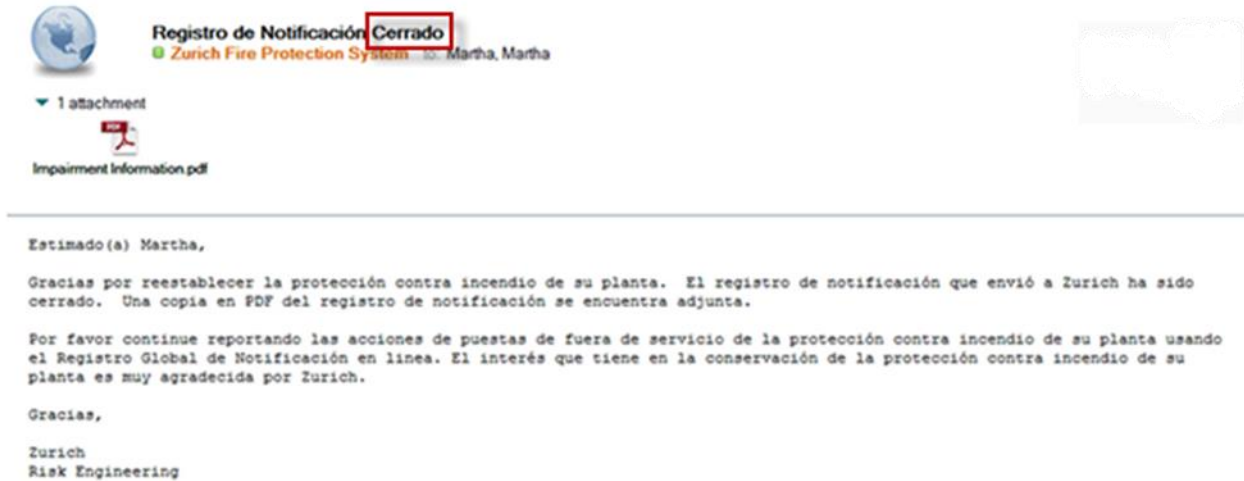 Registro de Notificación Cerrado
Zurich Fire Protection System To: Martha, Martha
1 attachment
PDF
Impairment Information.pdf
Estimado(a) Martha,
Gracias por reestablecer la protección contra incendio de su planta. El registro de notificación que envió a Zurich ha sido
cerrado. Una copia en PDF del registro de notificación se encuentra adjunta.
Por favor continue reportando las acciones de puestas de fuera de servicio de la protección contra incendio de su planta usando
el Registro Global de Notificación en linea. El interés que tiene en la conservación de la protección contra incendio de su
planta es muy agradecida por Zurich.
Gracias,
Zurich
Risk Engineering